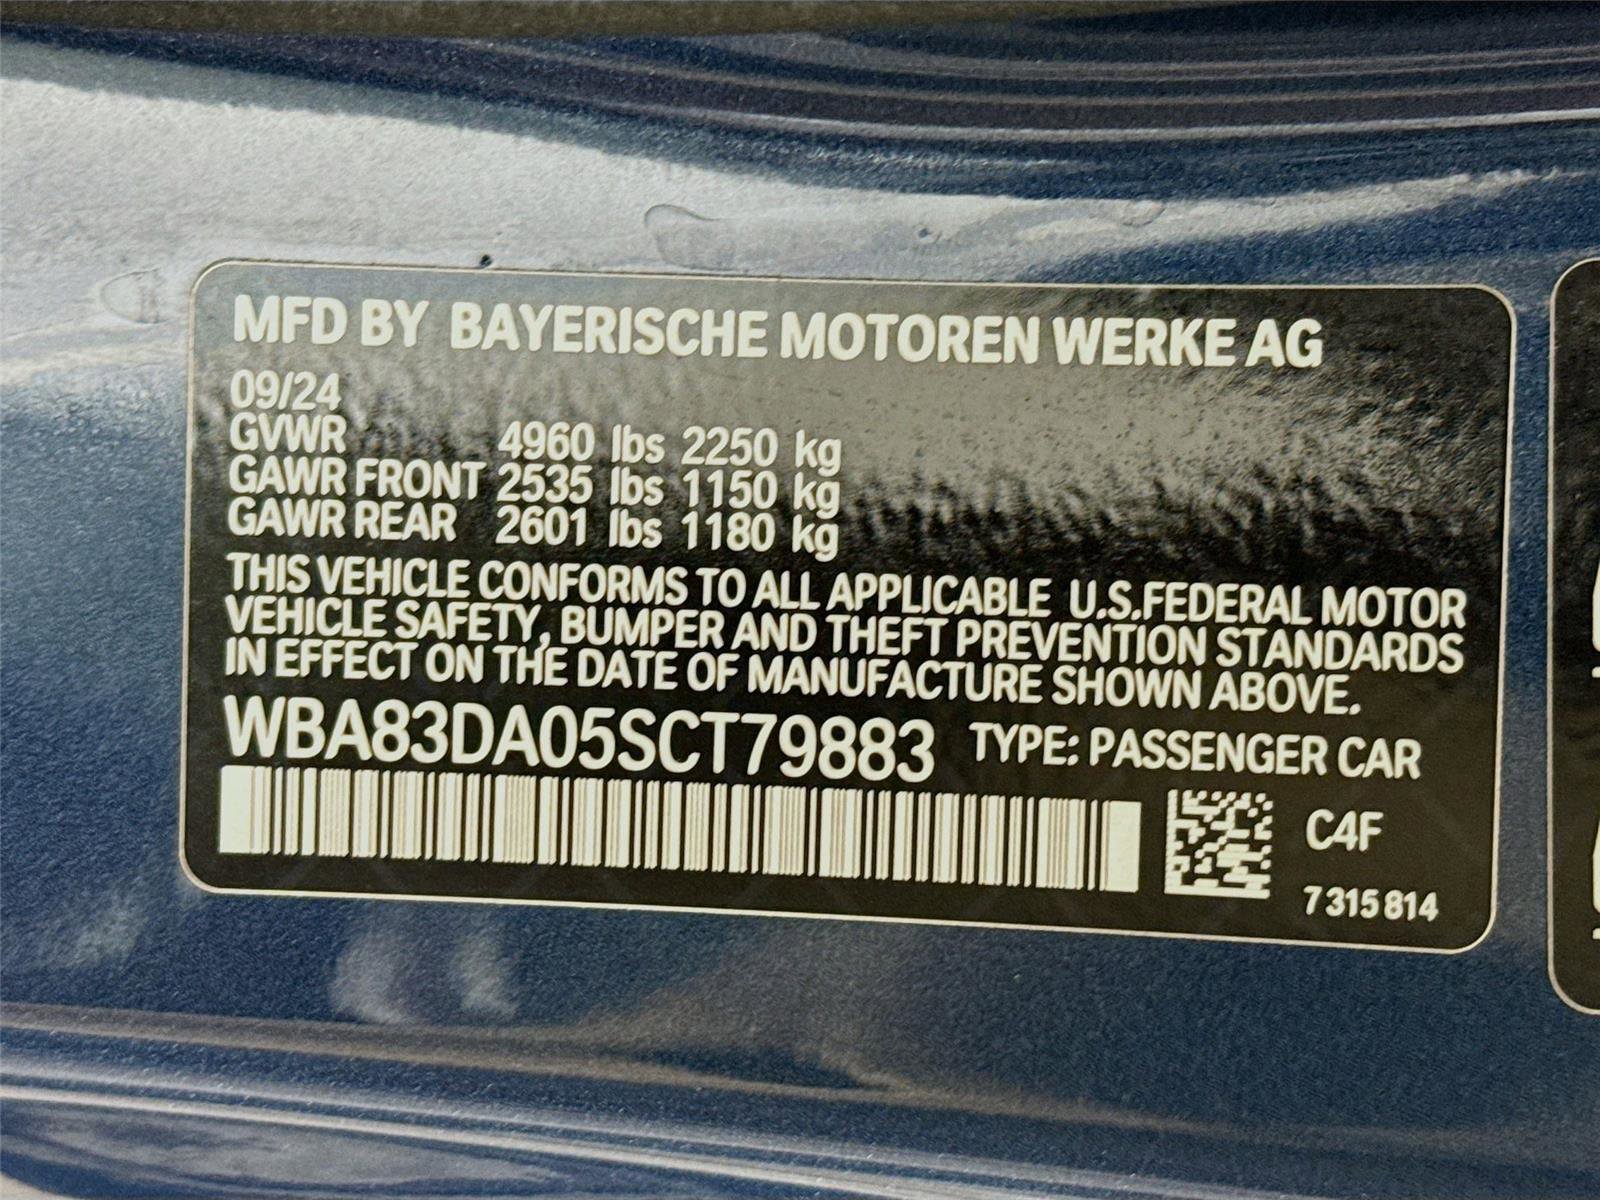 MFD BY BAYERISCHE MOTOREN WERKE AG
09/24
GVWR 4960 lbs 2250 kg
GAWR FRONT 2535 lbs 1150 kg
GAWR REAR 2601 lbs 1180 kg
THIS VEHICLE CONFORMS TO ALL APPLICABLE U.S.FEDERAL MOTOR
VEHICLE SAFETY, BUMPER AND THEFT PREVENTION STANDARDS
IN EFFECT ON THE DATE OF MANUFACTURE SHOWN ABOVE.
WBA83DA05SCT79883 TYPE: PASSENGER CAR
C4F
7 315 814